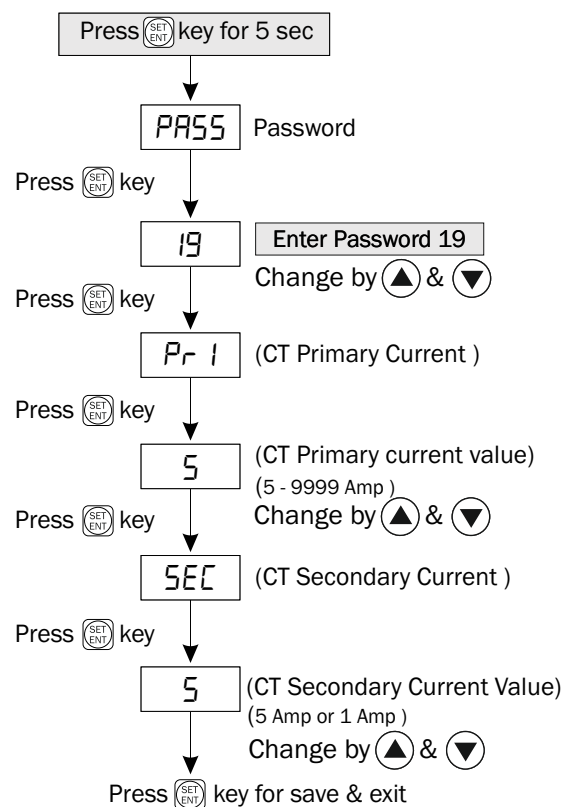 Press SET ENT key for 5 sec
PASS Password
Press SET ENT key
19 Enter Password 19
Change by ▲ & ▼
Press SET ENT key
Pr1 (CT Primary Current )
Press SET ENT key
5 (CT Primary current value)
(5 - 9999 Amp )
Change by ▲ & ▼
Press SET ENT key
SEC (CT Secondary Current )
Press SET ENT key
5 (CT Secondary Current Value)
(5 Amp or 1 Amp )
Change by ▲ & ▼
Press SET ENT key for save & exit